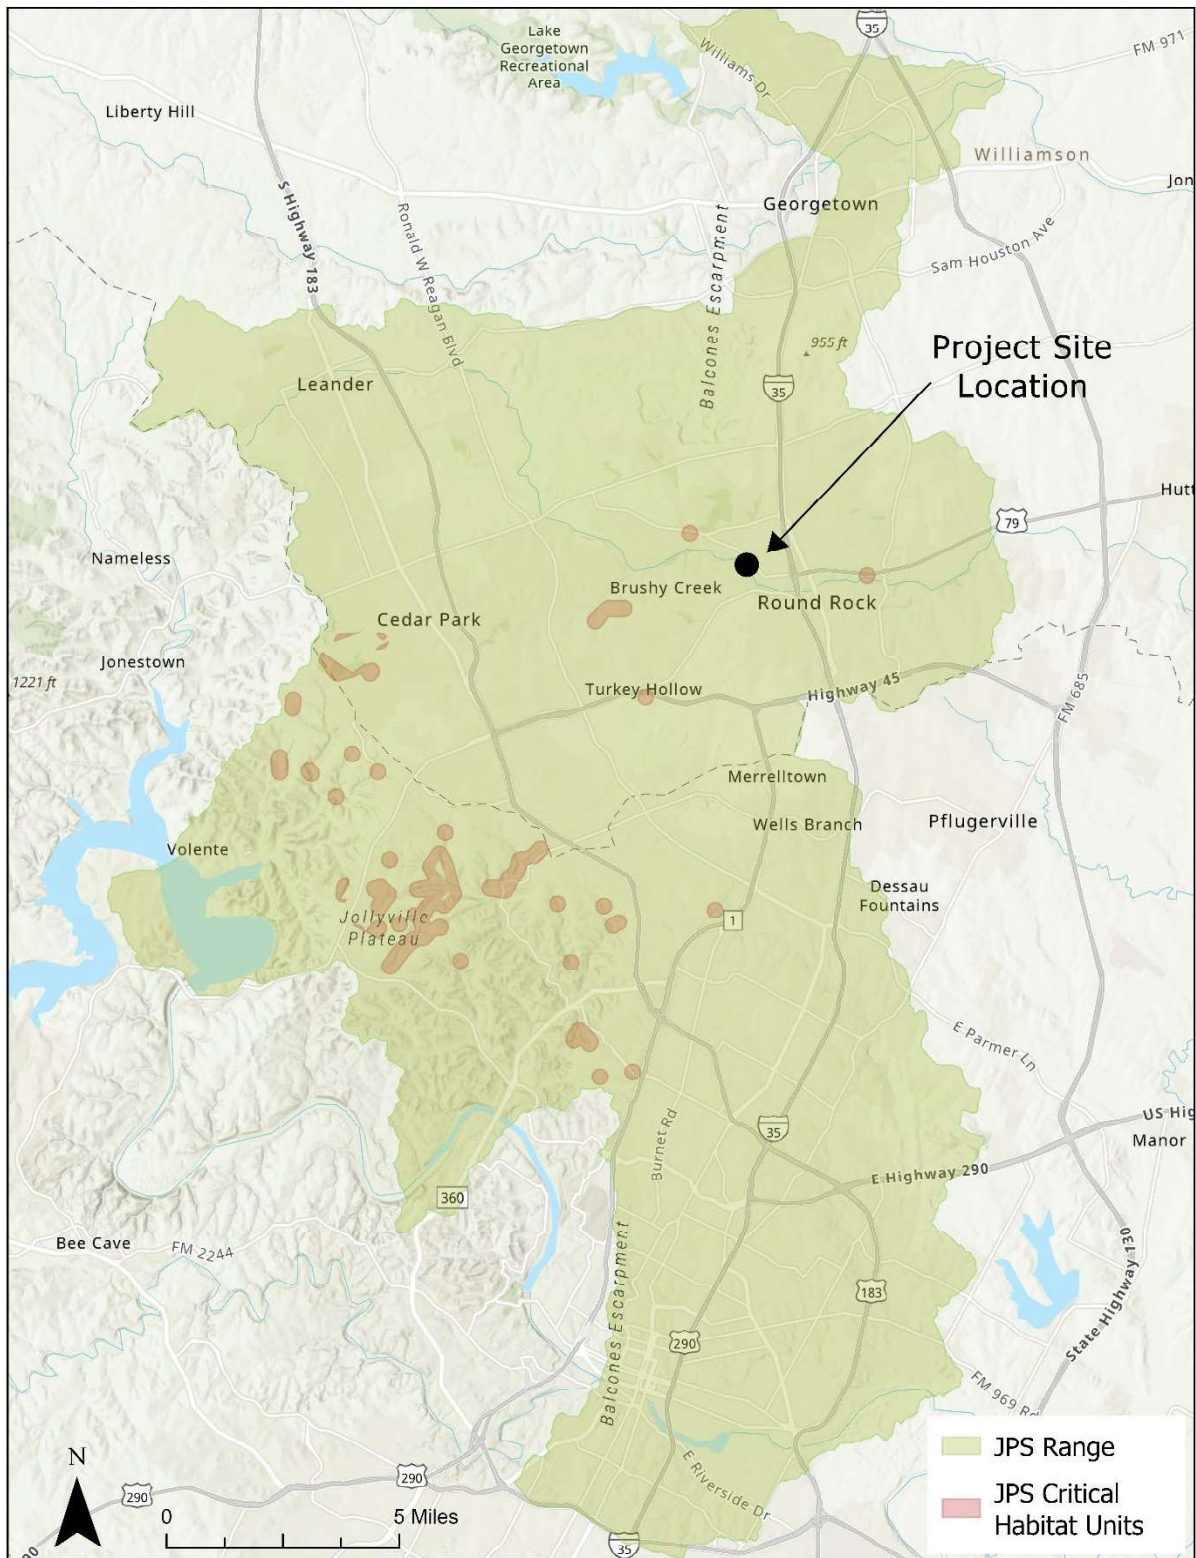 Lake
Georgetown
Recreational
Area
35
FM 971
Williams Dr
Liberty Hill
Williamson
Jon
S Highway 183
Ronald W Reagan Blvd
Georgetown
Balcones Escarpment
Sam Houston Ave
955 ft
Project Site
Location
Leander
35
Hutt
79
Nameless
Brushy Creek
Round Rock
Cedar Park
Jonestown
1221 ft
Turkey Hollow
Highway 45
FM 685
Merrelltown
Wells Branch
Pflugerville
Volente
Dessau
Fountains
Jollyville
Plateau
1
E Parmer Ln
Burnet Rd
35
US Hig
Manor
E Highway 290
360
Bee Cave
FM 2244
Balcones Escarpment
183
State Highway 130
290
FM 969 Rd
E Riverside Dr
N
290
290
90
0
5 Miles
35
JPS Range
JPS Critical
Habitat Units